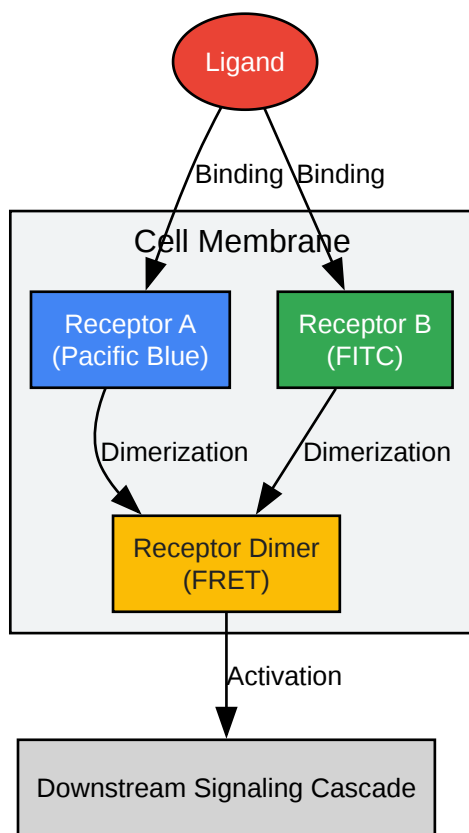 Ligand
Binding
Binding
Cell Membrane
Receptor A
(Pacific Blue)
Receptor B
(FITC)
Dimerization
Dimerization
Receptor Dimer
(FRET)
Activation
Downstream Signaling Cascade